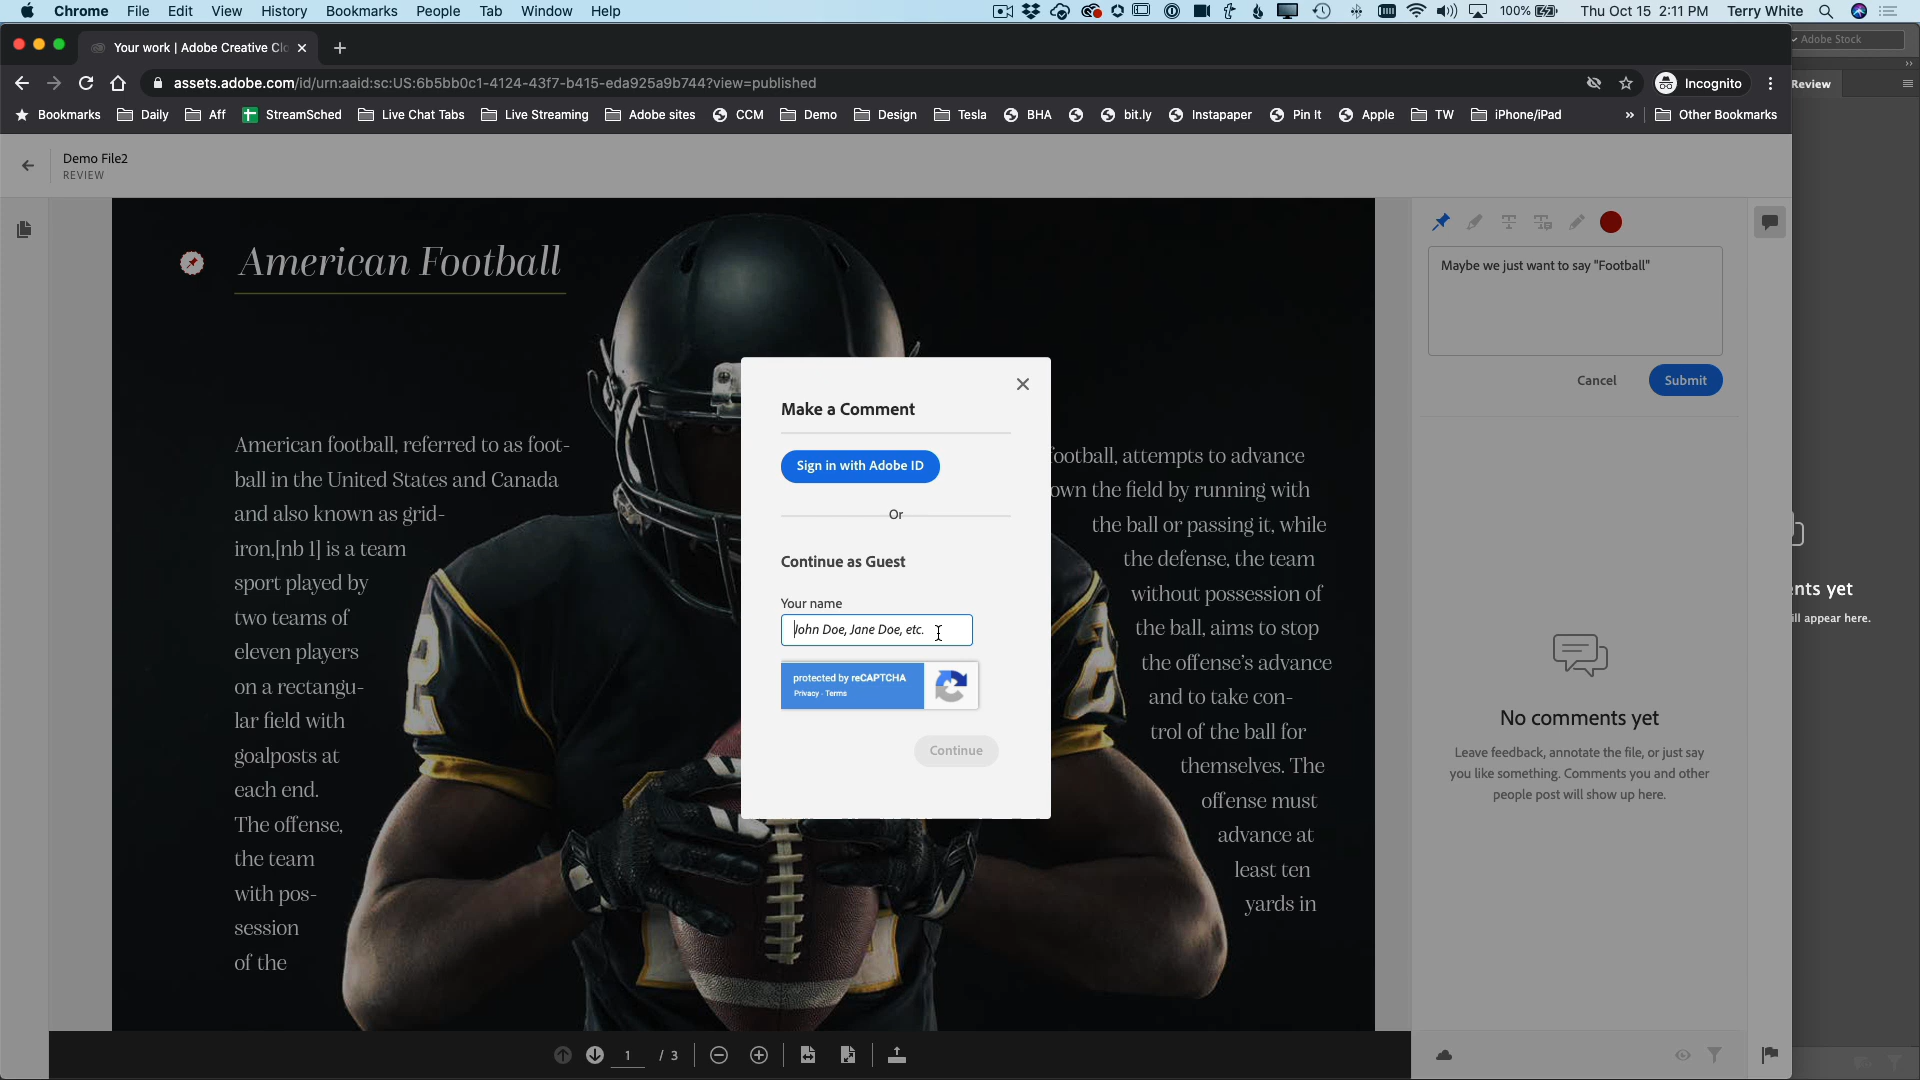 Chrome File Edit View History Bookmarks People Tab Window Help 100% Thu Oct 15 2:11 PM Terry White
Your work | Adobe Creative Clo
Adobe Stock
assets.adobe.com/id/urn:aaid:sc:US:6b5bb0c1-4124-43f7-b415-eda925a9b744?view=published
Incognito
Review
Bookmarks Daily Aff StreamSched Live Chat Tabs Live Streaming Adobe sites CCM Demo Design Tesla BHA bit.ly Instapaper Pin It Apple TW iPhone/iPad » Other Bookmarks
Demo File2
REVIEW
American Football
American football, referred to as foot-
ball in the United States and Canada
and also known as grid-
iron,[nb 1] is a team
sport played by
two teams of
eleven players
on a rectangu-
lar field with
goalposts at
each end.
The offense,
the team
with pos-
session
of the
football, attempts to advance
own the field by running with
the ball or passing it, while
the defense, the team
without possession of
the ball, aims to stop
the offense's advance
and to take con-
trol of the ball for
themselves. The
offense must
advance at
least ten
yards in
Make a Comment
Sign in with Adobe ID
Or
Continue as Guest
Your name
John Doe, Jane Doe, etc.
protected by reCAPTCHA
Privacy - Terms
Continue
Maybe we just want to say "Football"
Cancel
Submit
No comments yet
Leave feedback, annotate the file, or just say
you like something. Comments you and other
people post will show up here.
nts yet
ill appear here.
1 / 3